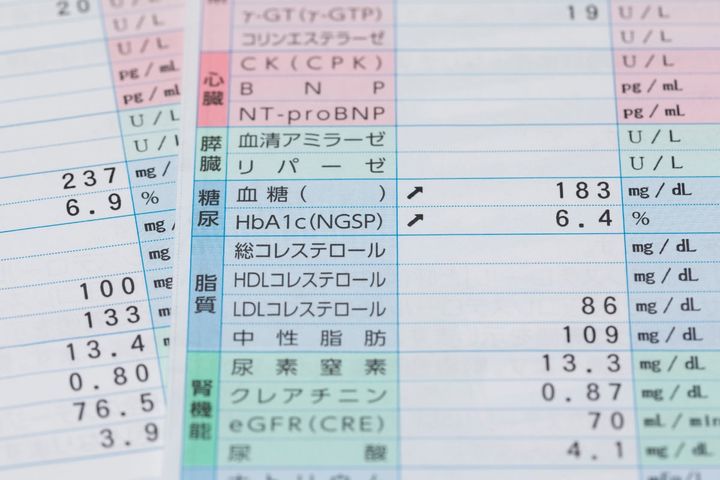 20
U/L
U/L
pg/mL
pg/mL
U/L
U/
237 mg/
6.9 %
mg/
mg
100 mg
133
13.4
0.80
76.5
3.9
γ-GT(γ-GTP) 19 U/L
コリンエステラーゼ U/L
心臓
CK(CPK) U/L
BNP pg/mL
NT-proBNP pg/mL
膵臓
血清アミラーゼ U/L
リパーゼ U/L
糖尿
血糖( ) ➚ 183 mg/dL
HbA1c(NGSP) ➚ 6.4 %
脂質
総コレステロール mg/dL
HDLコレステロール mg/dL
LDLコレステロール 86 mg/dL
中性脂肪 109 mg/dL
腎機能
尿素窒素 13.3 mg/dL
クレアチニン 0.87 mg/dL
eGFR(CRE) 70 mL/min
尿酸 4.1 mg/dL